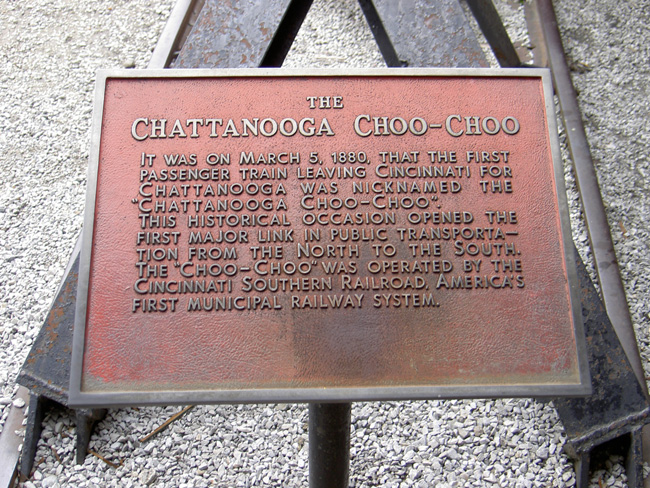 THE
CHATTANOOGA CHOO-CHOO
IT WAS ON MARCH 5, 1880, THAT THE FIRST
PASSENGER TRAIN LEAVING CINCINNATI FOR
CHATTANOOGA WAS NICKNAMED THE
"CHATTANOOGA CHOO-CHOO".
THIS HISTORICAL OCCASION OPENED THE
FIRST MAJOR LINK IN PUBLIC TRANSPORTA-
TION FROM THE NORTH TO THE SOUTH.
THE "CHOO-CHOO" WAS OPERATED BY THE
CINCINNATI SOUTHERN RAILROAD, AMERICA'S
FIRST MUNICIPAL RAILWAY SYSTEM.